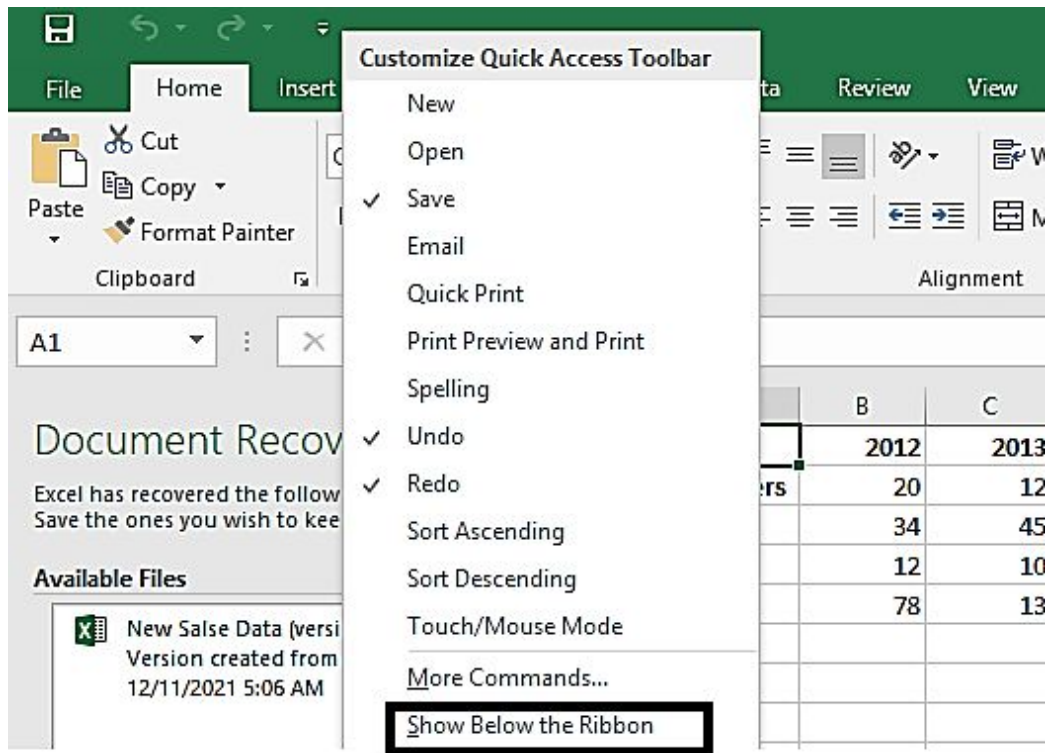 File Home Insert ta Review View
Customize Quick Access Toolbar
New
Open
Save
Email
Quick Print
Print Preview and Print
Spelling
Undo
Redo
Sort Ascending
Sort Descending
Touch/Mouse Mode
More Commands...
Show Below the Ribbon
Paste
Cut
Copy
Format Painter
Clipboard
Alignment
A1
Document Recov
Excel has recovered the follow
Save the ones you wish to kee
Available Files
New Salse Data (versi
Version created from
12/11/2021 5:06 AM
B C
2012 2013
ers 20 12
34 45
12 10
78 13